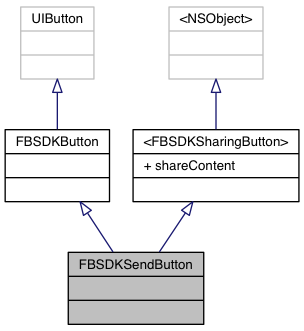 UIButton
<NSObject>
FBSDKButton
<FBSDKSharingButton>
+ shareContent
FBSDKSendButton